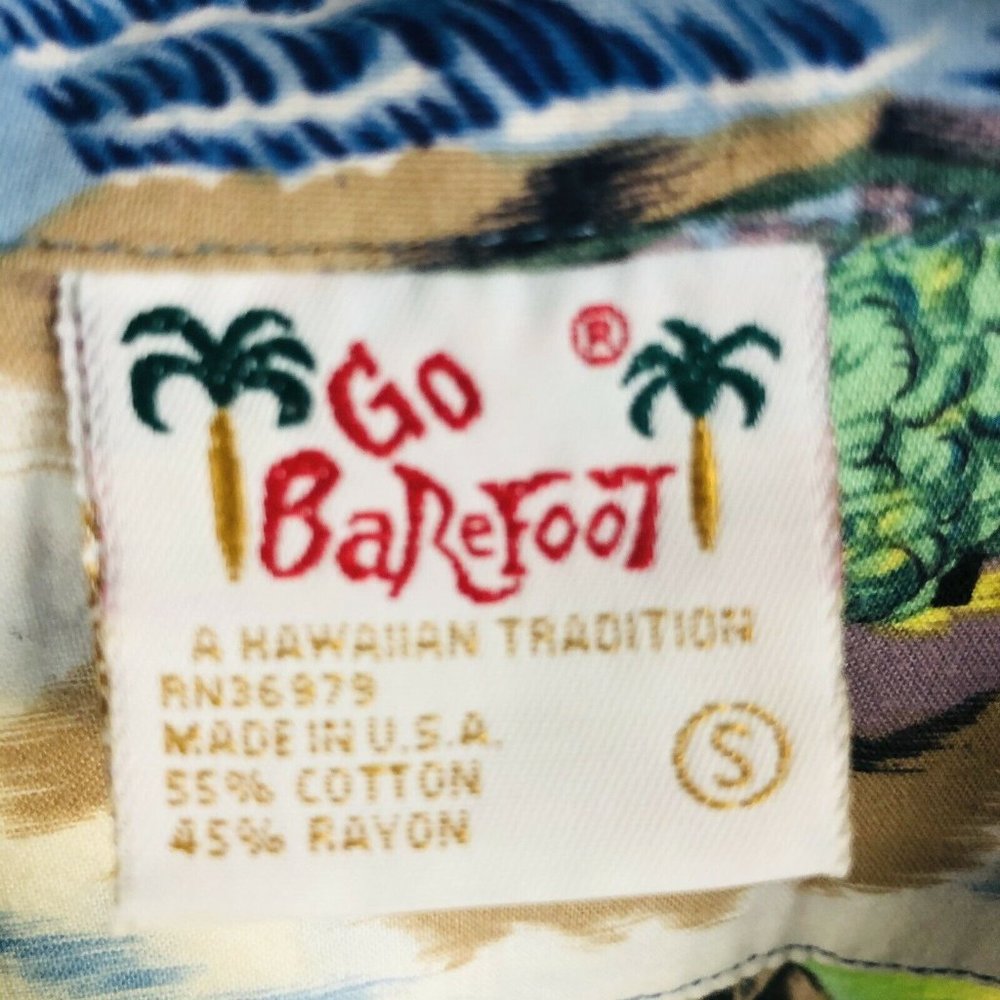 Go ®
BaReFooT
A HAWAIIAN TRADITION
RN36979
MADE IN U.S.A.
55% COTTON
45% RAYON
S